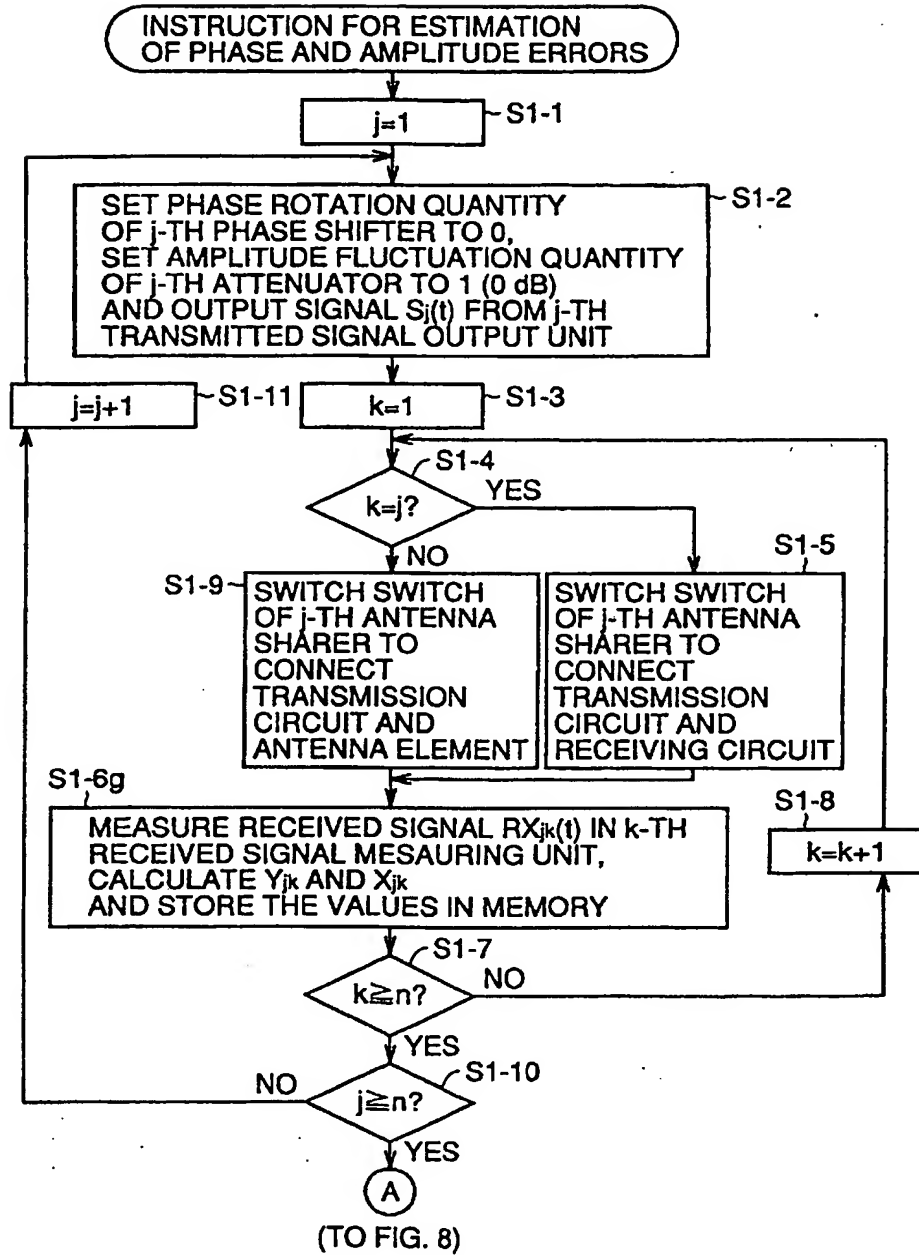 INSTRUCTION FOR ESTIMATION
OF PHASE AND AMPLITUDE ERRORS
j=1
S1-1
SET PHASE ROTATION QUANTITY
OF j-TH PHASE SHIFTER TO 0,
SET AMPLITUDE FLUCTUATION QUANTITY
OF j-TH ATTENUATOR TO 1 (0 dB)
AND OUTPUT SIGNAL Sj(t) FROM j-TH
TRANSMITTED SIGNAL OUTPUT UNIT
S1-2
j=j+1
S1-11
k=1
S1-3
S1-4
k=j?
YES
NO
S1-9
SWITCH SWITCH
OF j-TH ANTENNA
SHARER TO
CONNECT
TRANSMISSION
CIRCUIT AND
ANTENNA ELEMENT
S1-5
SWITCH SWITCH
OF j-TH ANTENNA
SHARER TO
CONNECT
TRANSMISSION
CIRCUIT AND
RECEIVING CIRCUIT
S1-6g
MEASURE RECEIVED SIGNAL RXjk(t) IN k-TH
RECEIVED SIGNAL MESAURING UNIT,
CALCULATE Yjk AND Xjk
AND STORE THE VALUES IN MEMORY
S1-8
k=k+1
S1-7
k≧n?
NO
YES
S1-10
NO
j≧n?
YES
A
(TO FIG. 8)